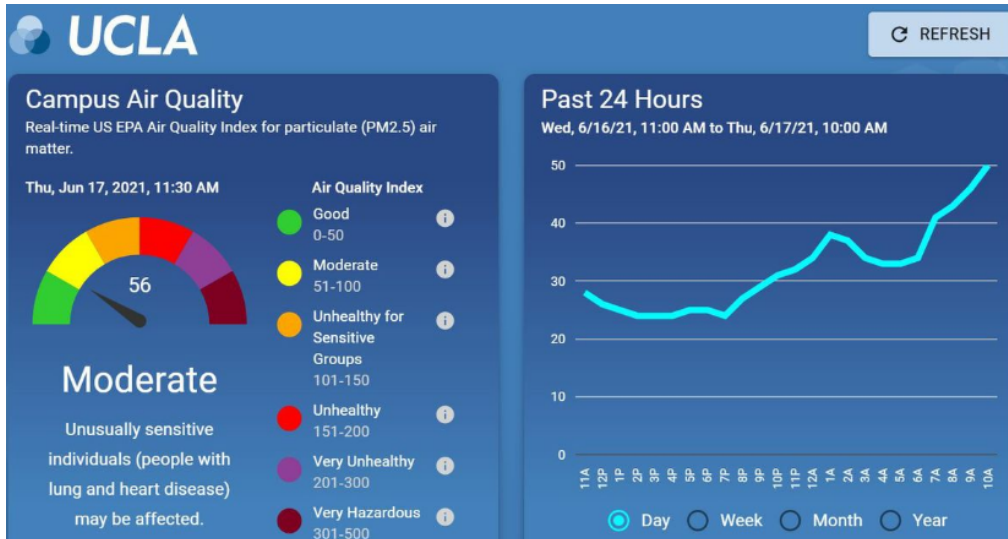 UCLA
REFRESH
Campus Air Quality
Real-time US EPA Air Quality Index for particulate (PM2.5) air
matter.
Thu, Jun 17, 2021, 11:30 AM
56
Moderate
Unusually sensitive
individuals (people with
lung and heart disease)
may be affected.
Air Quality Index
Good
0-50
Moderate
51-100
Unhealthy for
Sensitive
Groups
101-150
Unhealthy
151-200
Very Unhealthy
201-300
Very Hazardous
301-500
Past 24 Hours
Wed, 6/16/21, 11:00 AM to Thu, 6/17/21, 10:00 AM
50
40
30
20
10
0
11A
12P
1P
2P
3P
4P
5P
6P
7P
8P
9P
10P
11P
12A
1A
2A
3A
4A
5A
6A
7A
8A
9A
10A
Day
Week
Month
Year